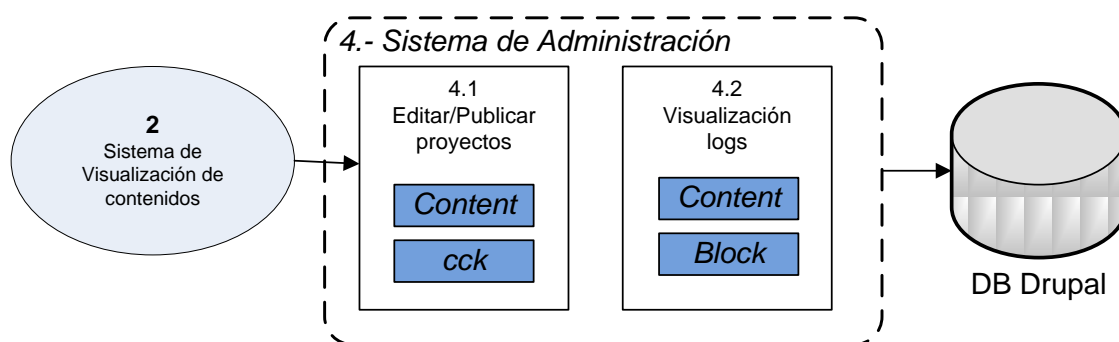 4.- Sistema de Administración
2
Sistema de
Visualización de
contenidos
4.1
Editar/Publicar
proyectos
Content
cck
4.2
Visualización
logs
Content
Block
DB Drupal